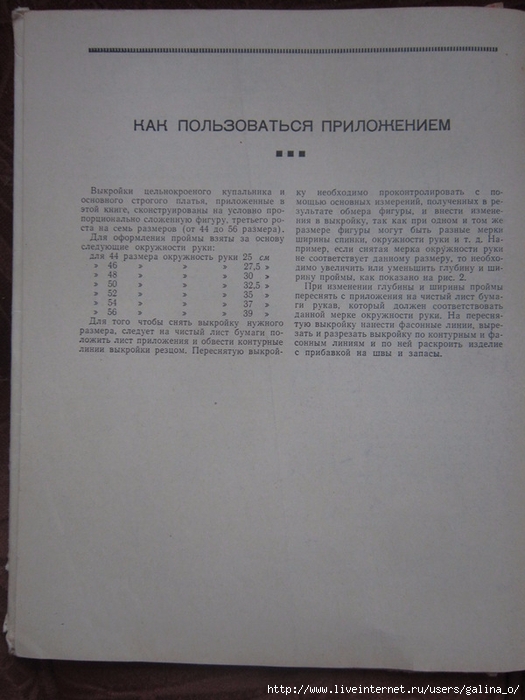 КАК ПОЛЬЗОВАТЬСЯ ПРИЛОЖЕНИЕМ
Выкройки цельнокроеного купальника и
основного строгого платья, приложенные в
этой книге, сконструированы на условно про-
порционально сложенную фигуру, третьего ро-
ста на семь размеров (от 44 до 56 размера).
Для оформления проймы взяты за основу
следующие окружности руки:
для 44 размера окружность руки 25 см
» 46 » » » 27,5 »
» 48 » » » 30 »
» 50 » » » 32,5 »
» 52 » » » 35 »
» 54 » » » 37 »
» 56 » » » 39 »
Для того чтобы снять выкройку нужного
размера, следует на чистый лист бумаги по-
ложить лист приложения и обвести контурные
линии выкройки резцом. Переснятую выкрой-
ку необходимо проконтролировать с по-
мощью основных измерений, полученных в ре-
зультате обмера фигуры, и внести измене-
ния в выкройку, так как при одном и том же
размере фигуры могут быть разные мерки
ширины спинки, окружности руки и т. д. На-
пример, если снятая мерка окружности руки
не соответствует данному размеру, то необхо-
димо увеличить или уменьшить глубину и ши-
рину проймы, как показано на рис. 2.
При изменении глубины и ширины проймы
переснять с приложения на чистый лист бума-
ги рукав, который должен соответствовать
данной мерке окружности руки. На пересня-
тую выкройку нанести фасонные линии, выре-
зать и разрезать выкройку по контурным и фа-
сонным линиям и по ней раскроить изделие
с прибавкой на швы и запасы.
http://www.liveinternet.ru/users/galina_o/